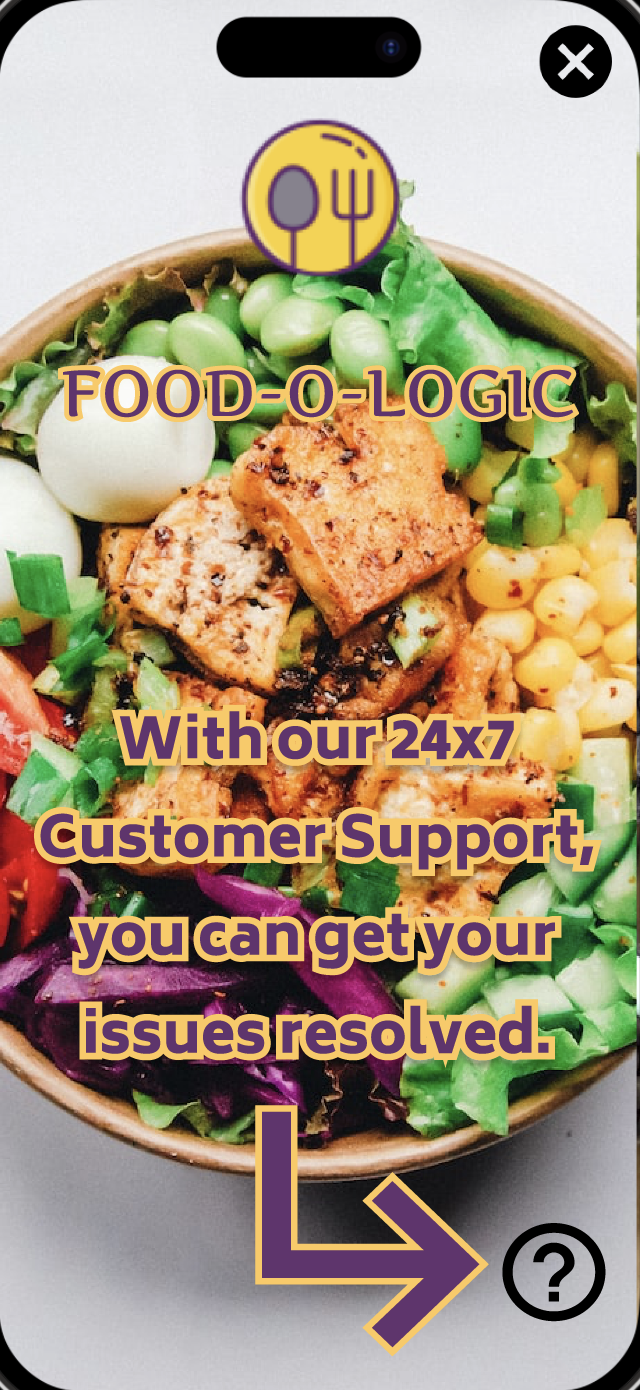 FOOD-O-LOGIC
With our 24x7
Customer Support,
you can get your
issues resolved.
?